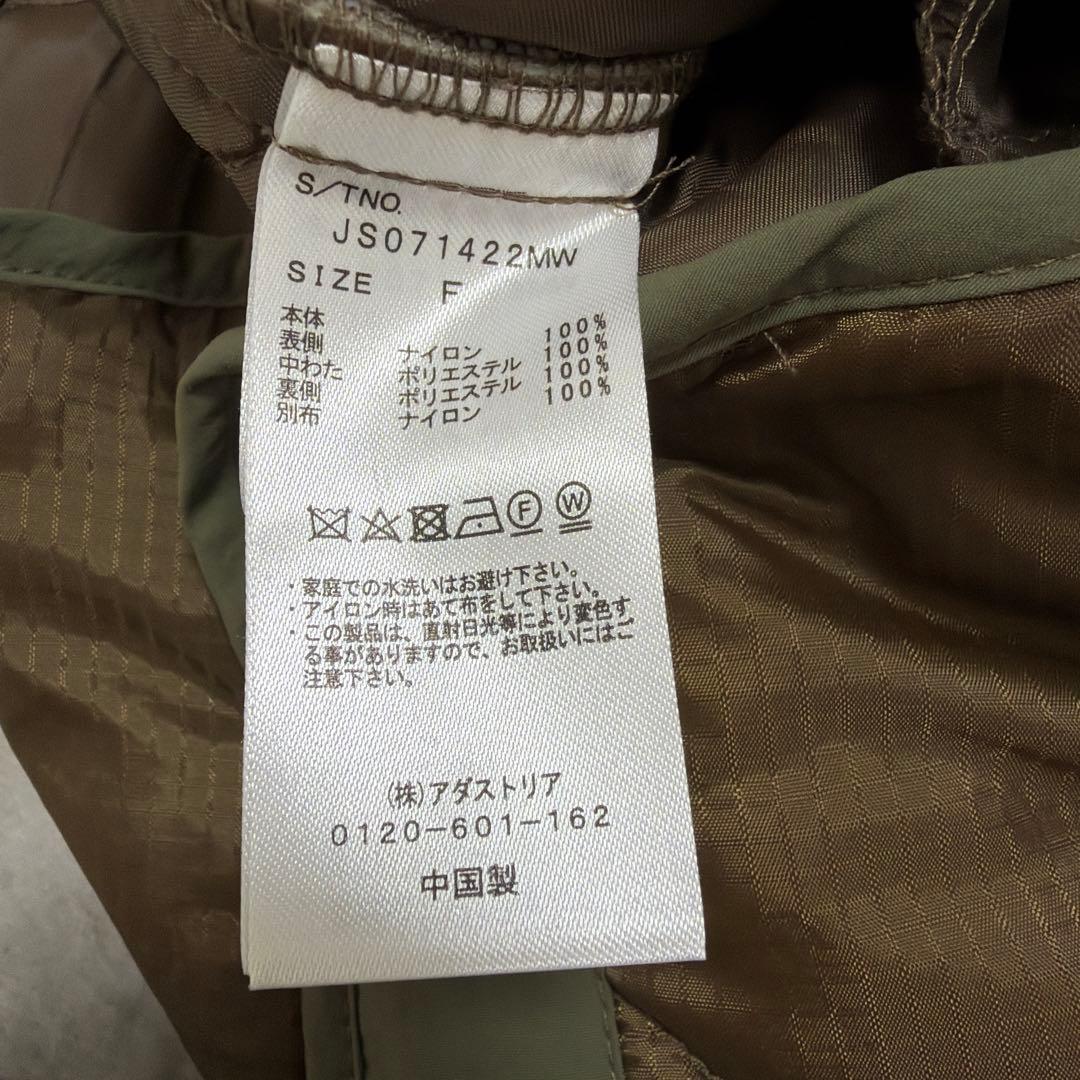 S/TNO.
JS071422MW
SIZE F
本体
表側 ナイロン 100%
中わた ポリエステル 100%
裏側 ポリエステル 100%
別布 ナイロン 100%
F W
・家庭での水洗いはお避け下さい。
・アイロン時はあて布をして下さい。
・この製品は、直射日光等により変色す
る事がありますので、お取扱いにはご
注意下さい。
(株)アダストリア
0120-601-162
中国製